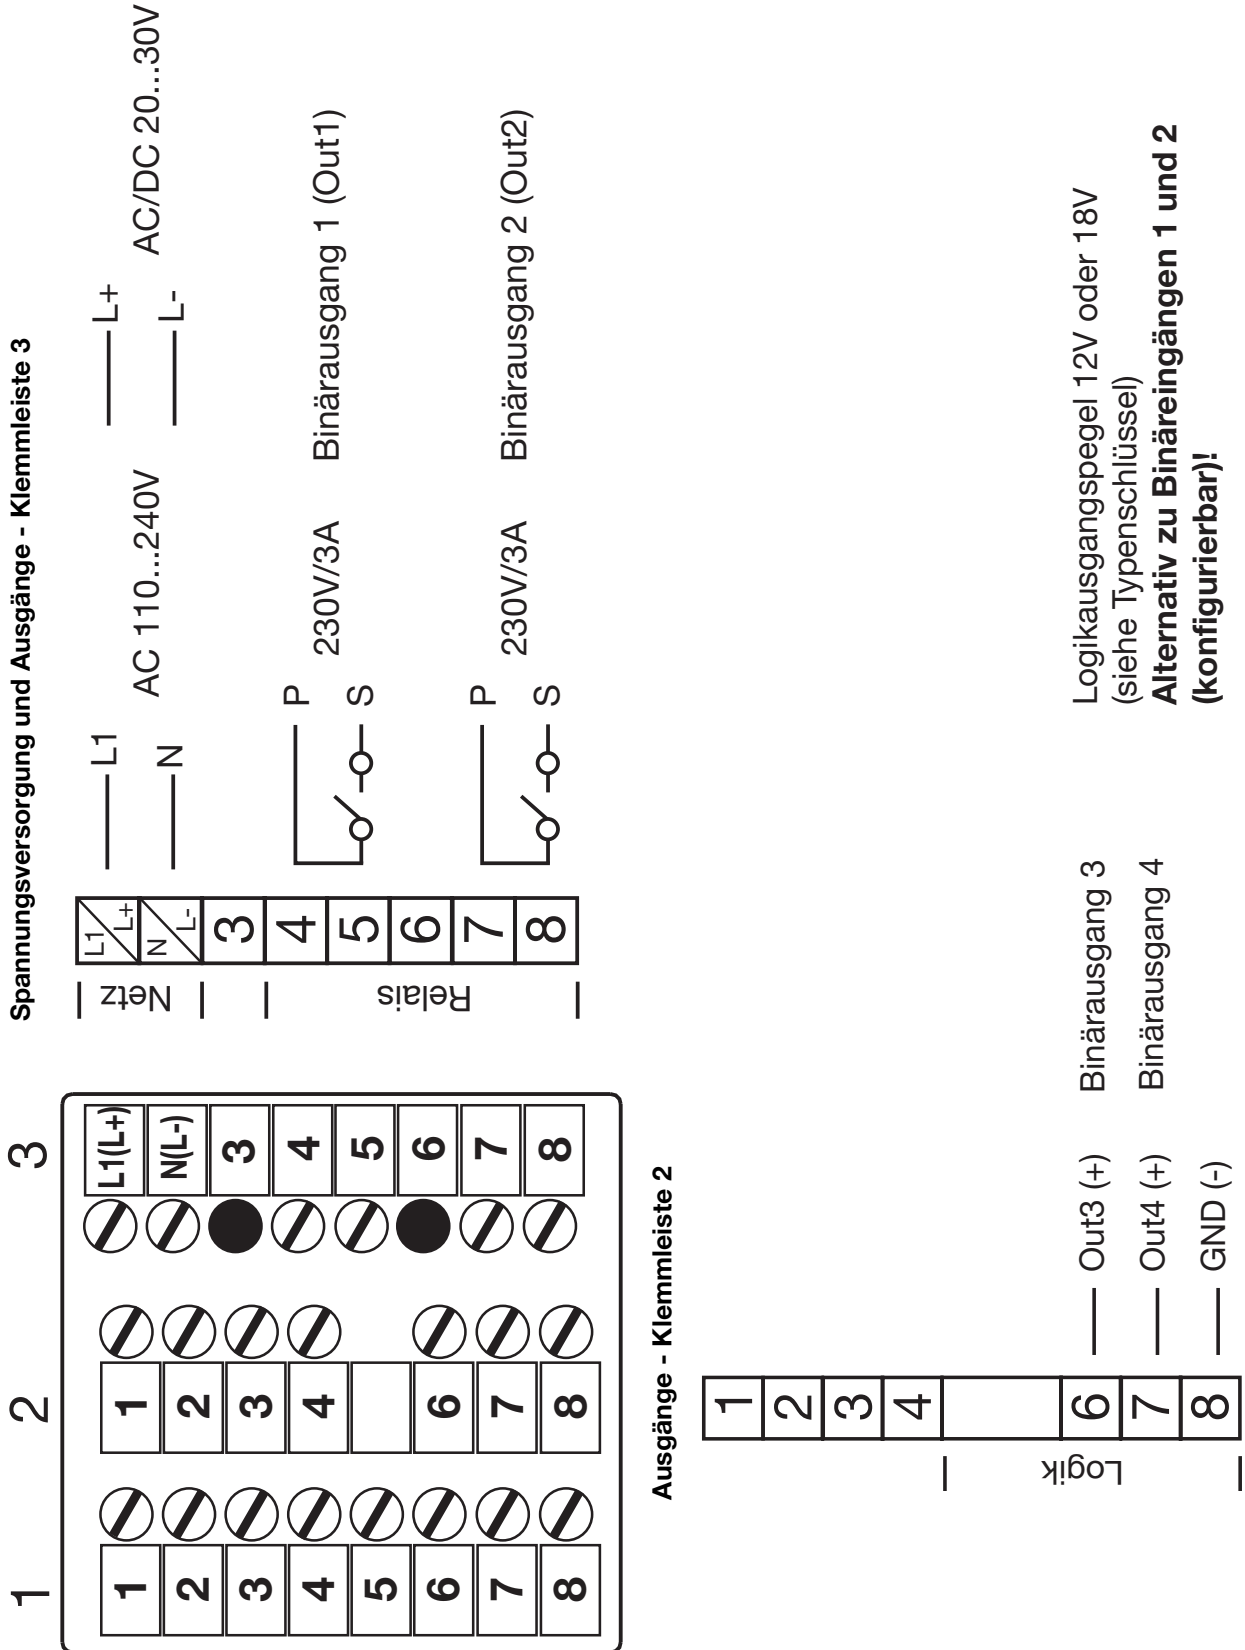 Spannungsversorgung und Ausgänge - Klemmleiste 3
1 2 3
1
2
3
4
5
6
7
8
1
2
3
4
6
7
8
L1(L+)
N(L-)
3
4
5
6
7
8
Netz
Relais
L1 L+
N L-
3
4
5
6
7
8
L1
N
AC 110...240V
L+
L-
AC/DC 20...30V
P
S
230V/3A Binärausgang 1 (Out1)
P
S
230V/3A Binärausgang 2 (Out2)
Ausgänge - Klemmleiste 2
1
2
3
4
6
7
8
Logik
Out3 (+) Binärausgang 3
Out4 (+) Binärausgang 4
GND (-)
Logikausgangspegel 12V oder 18V
(siehe Typenschlüssel)
Alternativ zu Binäreingängen 1 und 2
(konfigurierbar)!